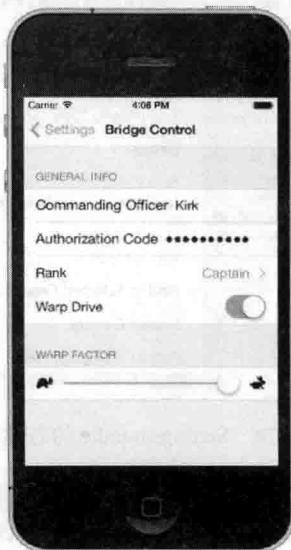 Carrier 4:06 PM
Settings Bridge Control
GENERAL INFO
Commanding Officer Kirk
Authorization Code ••••••••••
Rank Captain >
Warp Drive
WARP FACTOR